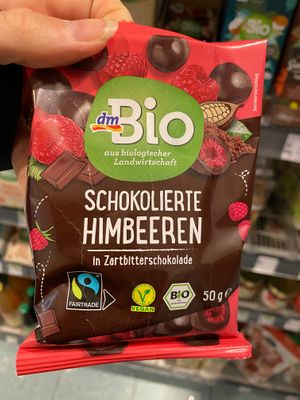 dm
Bio
aus biologischer
Landwirtschaft
SCHOKOLIERTE
HIMBEEREN
in Zartbitterschokolade
FAIRTRADE
VEGAN
BIO
50 g e